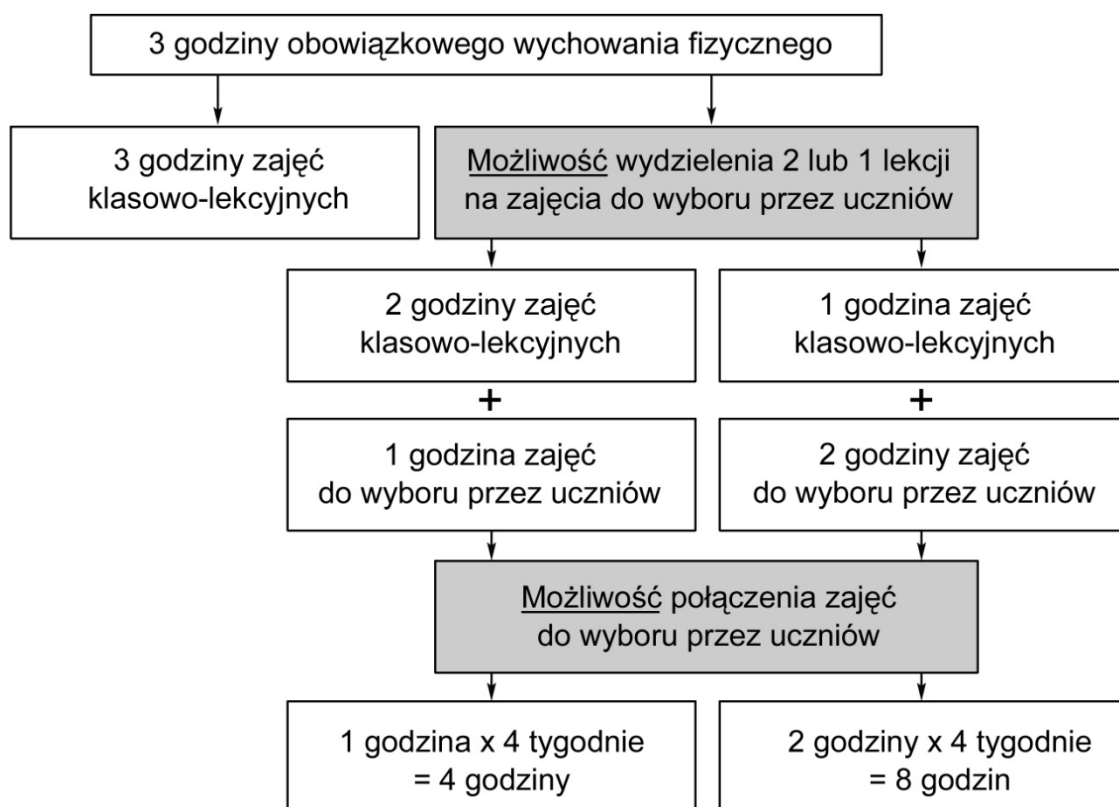 3 godziny obowiązkowego wychowania fizycznego
3 godziny zajęć
klasowo-lekcyjnych
Możliwość wydzielenia 2 lub 1 lekcji
na zajęcia do wyboru przez uczniów
2 godziny zajęć
klasowo-lekcyjnych
+
1 godzina zajęć
do wyboru przez uczniów
1 godzina zajęć
klasowo-lekcyjnych
+
2 godziny zajęć
do wyboru przez uczniów
Możliwość połączenia zajęć
do wyboru przez uczniów
1 godzina x 4 tygodnie
= 4 godziny
2 godziny x 4 tygodnie
= 8 godzin